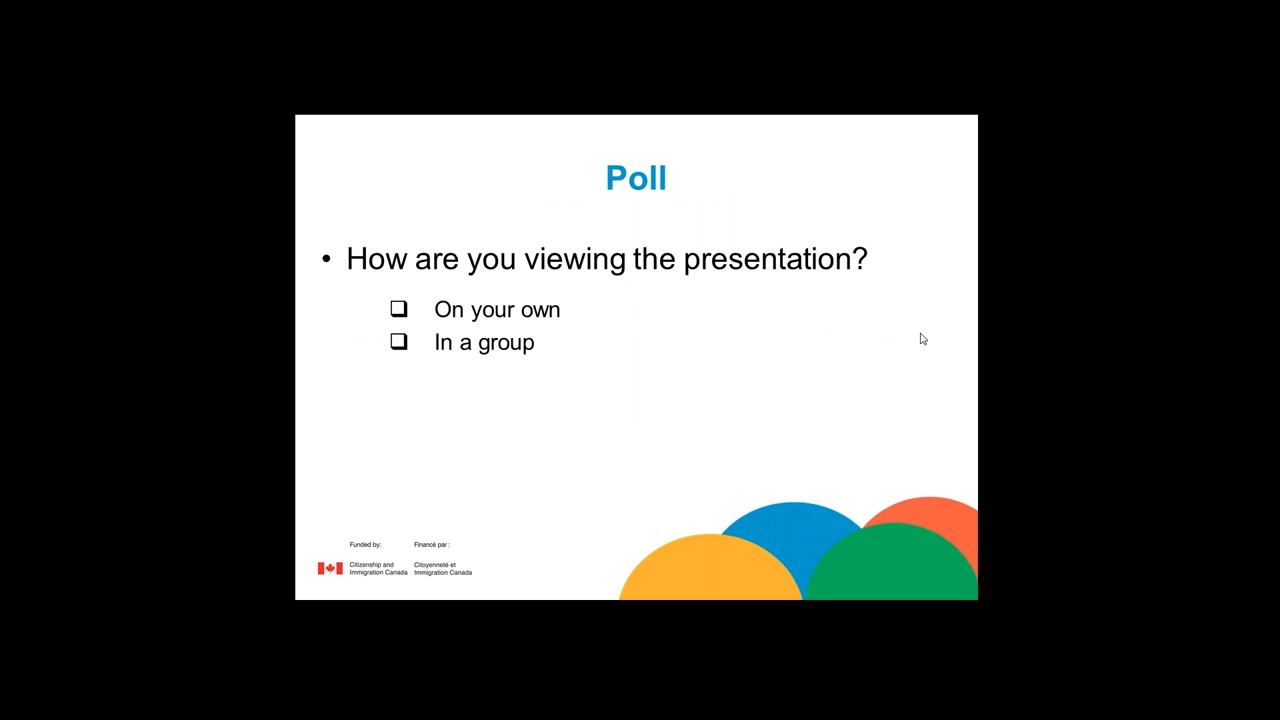 Poll
• How are you viewing the presentation?
❑ On your own
❑ In a group
Funded by:
Financé par :
Citizenship and
Immigration Canada
Citoyenneté et
Immigration Canada